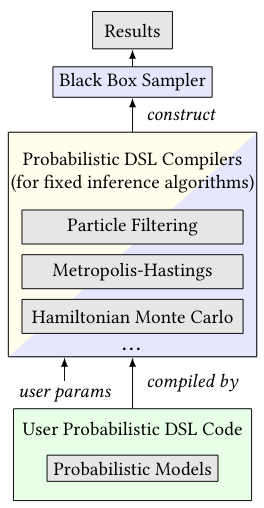 Results
Black Box Sampler
construct
Probabilistic DSL Compilers
(for fixed inference algorithms)
Particle Filtering
Metropolis-Hastings
Hamiltonian Monte Carlo
...
user params
compiled by
User Probabilistic DSL Code
Probabilistic Models